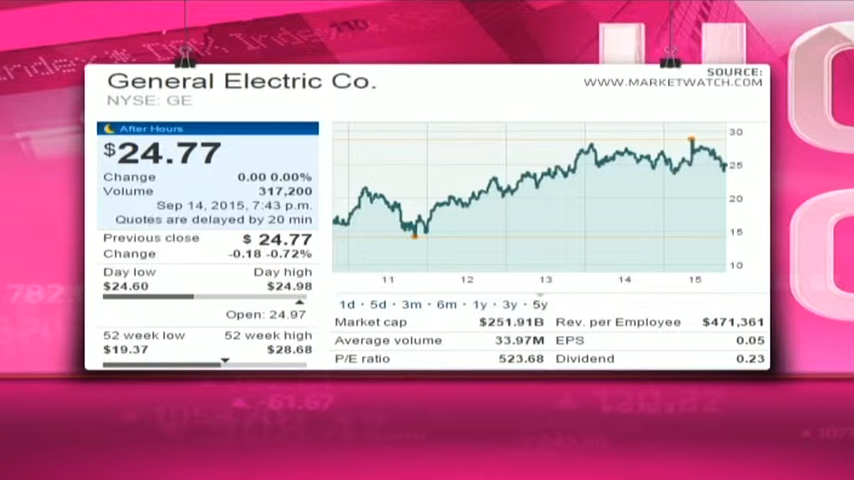 General Electric Co.
NYSE: GE
SOURCE:
WWW.MARKETWATCH.COM
After Hours
$24.77
Change 0.00 0.00%
Volume 317,200
Sep 14, 2015, 7:43 p.m.
Quotes are delayed by 20 min
Previous close $ 24.77
Change -0.18 -0.72%
Day low Day high
$24.60 $24.98
Open: 24.97
52 week low 52 week high
$19.37 $28.68
30
25
20
15
10
11 12 13 14 15
1d · 5d · 3m · 6m · 1y · 3y · 5y
Market cap $251.91B Rev. per Employee $471,361
Average volume 33.97M EPS 0.05
P/E ratio 523.68 Dividend 0.23
-61.67